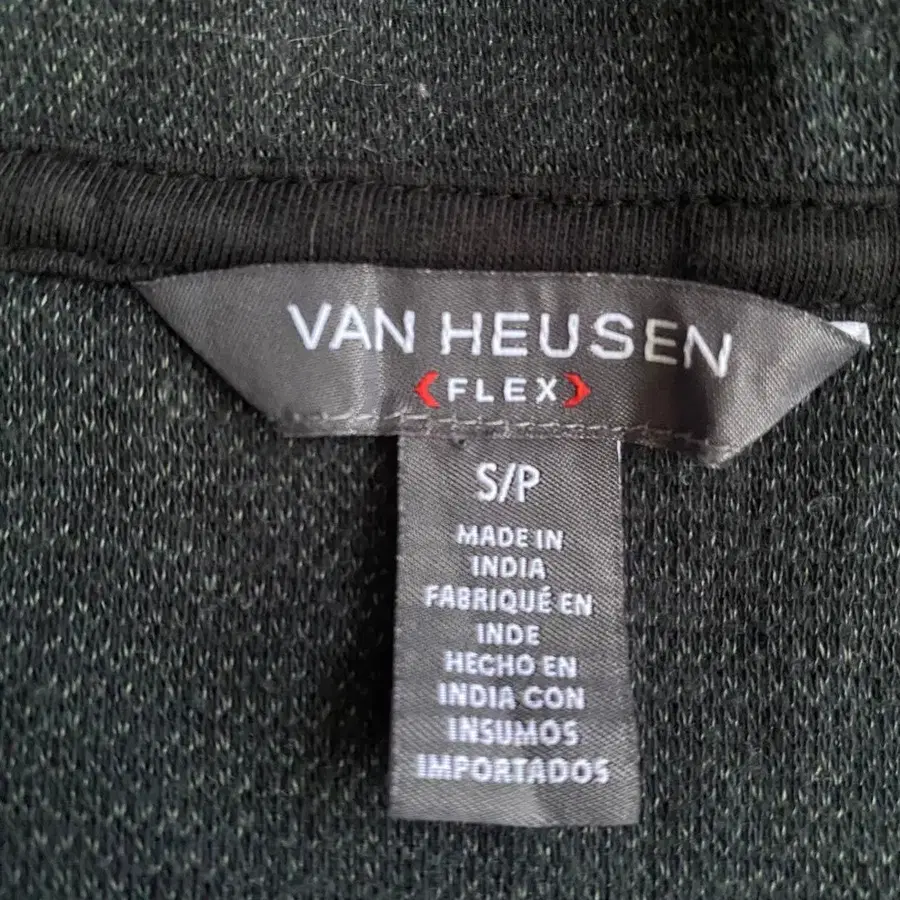 VAN HEUSEN
FLEX
S/P
MADE IN
INDIA
FABRIQUÉ EN
INDE
HECHO EN
INDIA CON
INSUMOS
IMPORTADOS